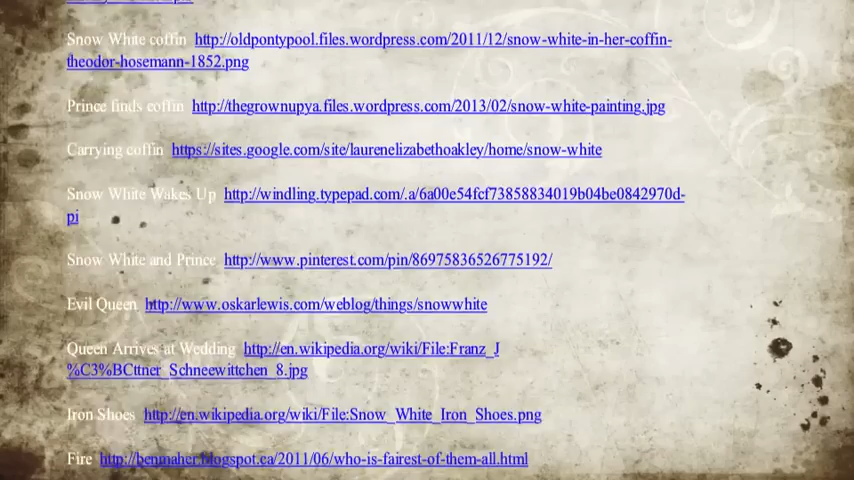 Snow White coffin http://oldpontypool.files.wordpress.com/2011/12/snow-white-in-her-coffin-
theodor-hosemann-1852.png
Prince finds coffin http://thegrownupya.files.wordpress.com/2013/02/snow-white-painting.jpg
Carrying coffin https://sites.google.com/site/laurenelizabethoakley/home/snow-white
Snow White Wakes Up http://windling.typepad.com/.a/6a00e54fcf73858834019b04be0842970d-
pi
Snow White and Prince http://www.pinterest.com/pin/86975836526775192/
Evil Queen http://www.oskarlewis.com/weblog/things/snowwhite
Queen Arrives at Wedding http://en.wikipedia.org/wiki/File:Franz_J
%C3%BCttner_Schneewittchen_8.jpg
Iron Shoes http://en.wikipedia.org/wiki/File:Snow_White_Iron_Shoes.png
Fire http://benmaher.blogspot.ca/2011/06/who-is-fairest-of-them-all.html